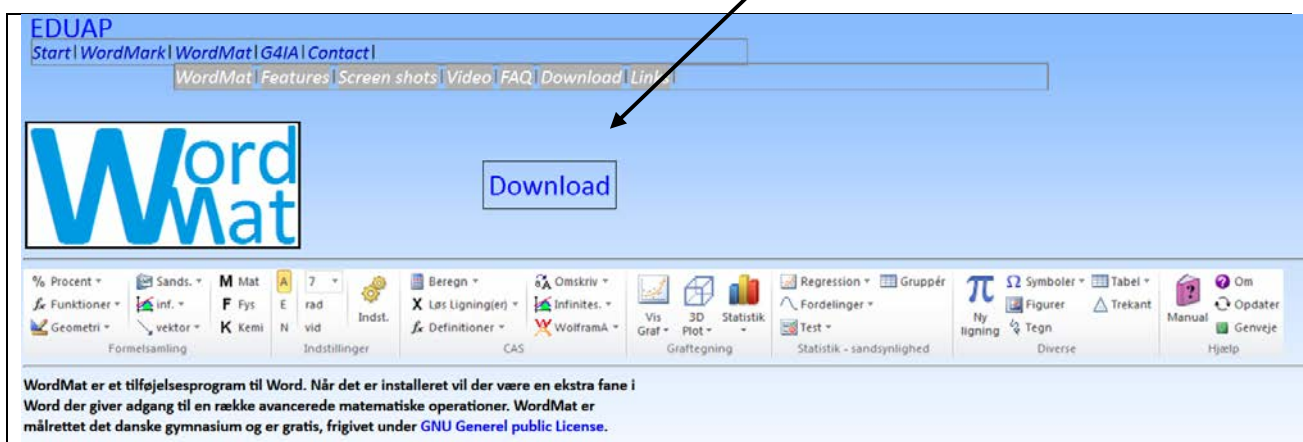 EDUAP
Start|WordMark|WordMat|G4IA|Contact|
WordMat|Features|Screen shots|Video|FAQ|Download|Links|
Word
Mat
Download
% Procent Sands. M Mat A 7 Beregn Omskriv Regression Gruppér Symboler Tabel Om
fx Funktioner inf. F Fys E rad Indst. X Løs Ligning(er) Infinites. Vis Graf 3D Plot Statistik Fordelinger π Ny ligning Figurer Trekant Manual Opdater
Geometri vektor K Kemi N vid fx Definitioner WolframA Test Tegn Genveje
Formelsamling Indstillinger CAS Graftegning Statistik - sandsynlighed Diverse Hjælp
WordMat er et tilføjelsesprogram til Word. Når det er installeret vil der være en ekstra fane i
Word der giver adgang til en række avancerede matematiske operationer. WordMat er
målrettet det danske gymnasium og er gratis, frigivet under GNU Generel public License.